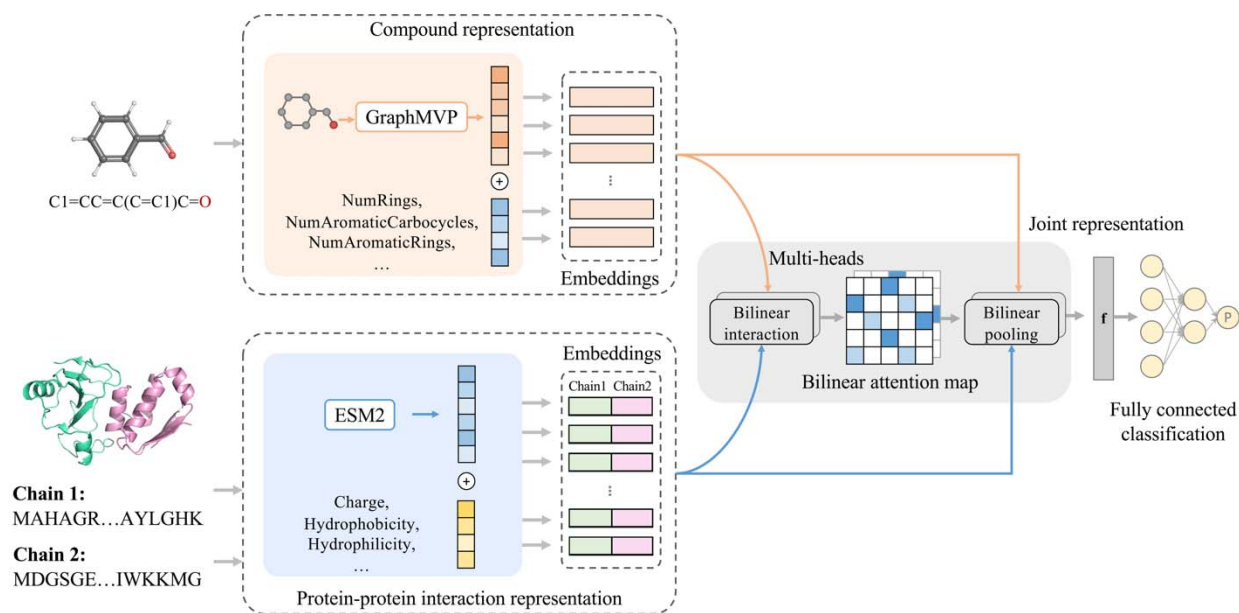 Compound representation
GraphMVP
C1=CC=C(C=C1)C=O
NumRings,
NumAromaticCarbocycles,
NumAromaticRings,
…
+
...
Embeddings
Multi-heads
Bilinear
interaction
Bilinear attention map
Bilinear
pooling
Joint representation
f
P
Fully connected
classification
Chain 1:
MAHAGR…AYLGHK
Chain 2:
MDGSGE…IWKKMG
ESM2
+
Charge,
Hydrophobicity,
Hydrophilicity,
…
Embeddings
Chain1 Chain2
...
Protein-protein interaction representation